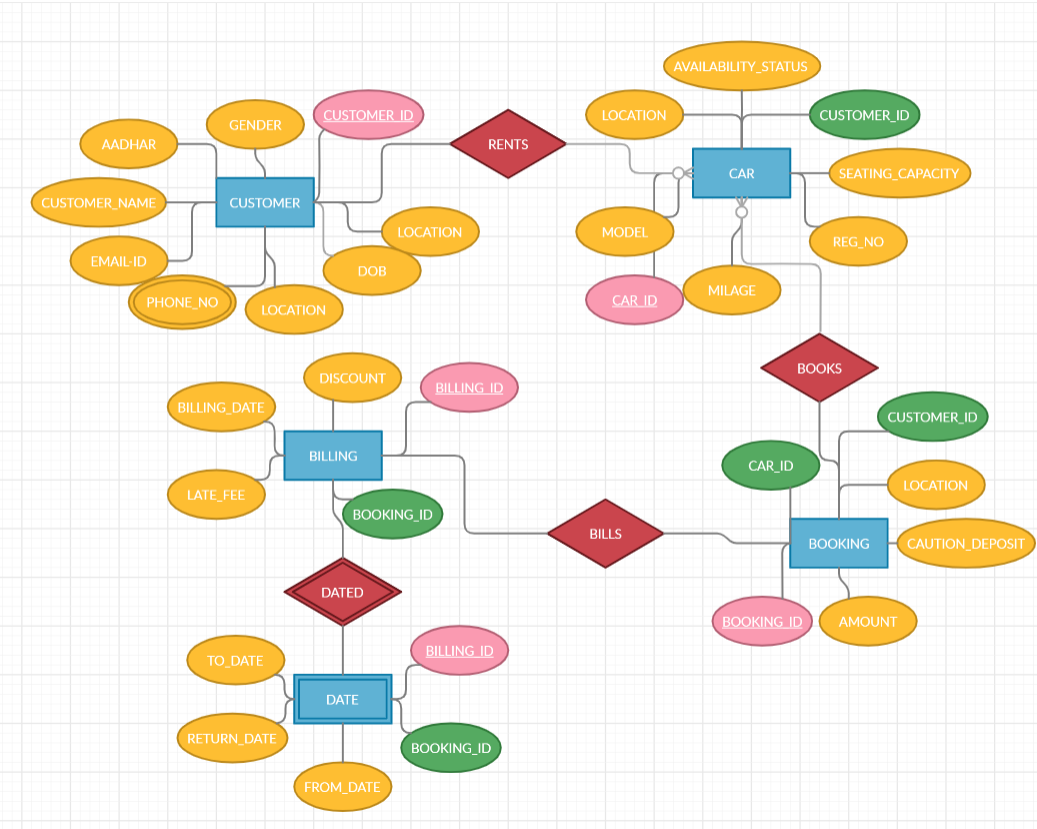 AVAILABILITY_STATUS
LOCATION
CUSTOMER_ID
CUSTOMER_ID
GENDER
AADHAR
RENTS
CAR
SEATING_CAPACITY
CUSTOMER_NAME
CUSTOMER
LOCATION
MODEL
REG_NO
EMAIL-ID
DOB
PHONE_NO
LOCATION
CAR_ID
MILAGE
BOOKS
DISCOUNT
BILLING_ID
BILLING_DATE
CUSTOMER_ID
BILLING
CAR_ID
LOCATION
LATE_FEE
BOOKING_ID
BILLS
BOOKING
CAUTION_DEPOSIT
DATED
BOOKING_ID
AMOUNT
TO_DATE
BILLING_ID
DATE
RETURN_DATE
BOOKING_ID
FROM_DATE